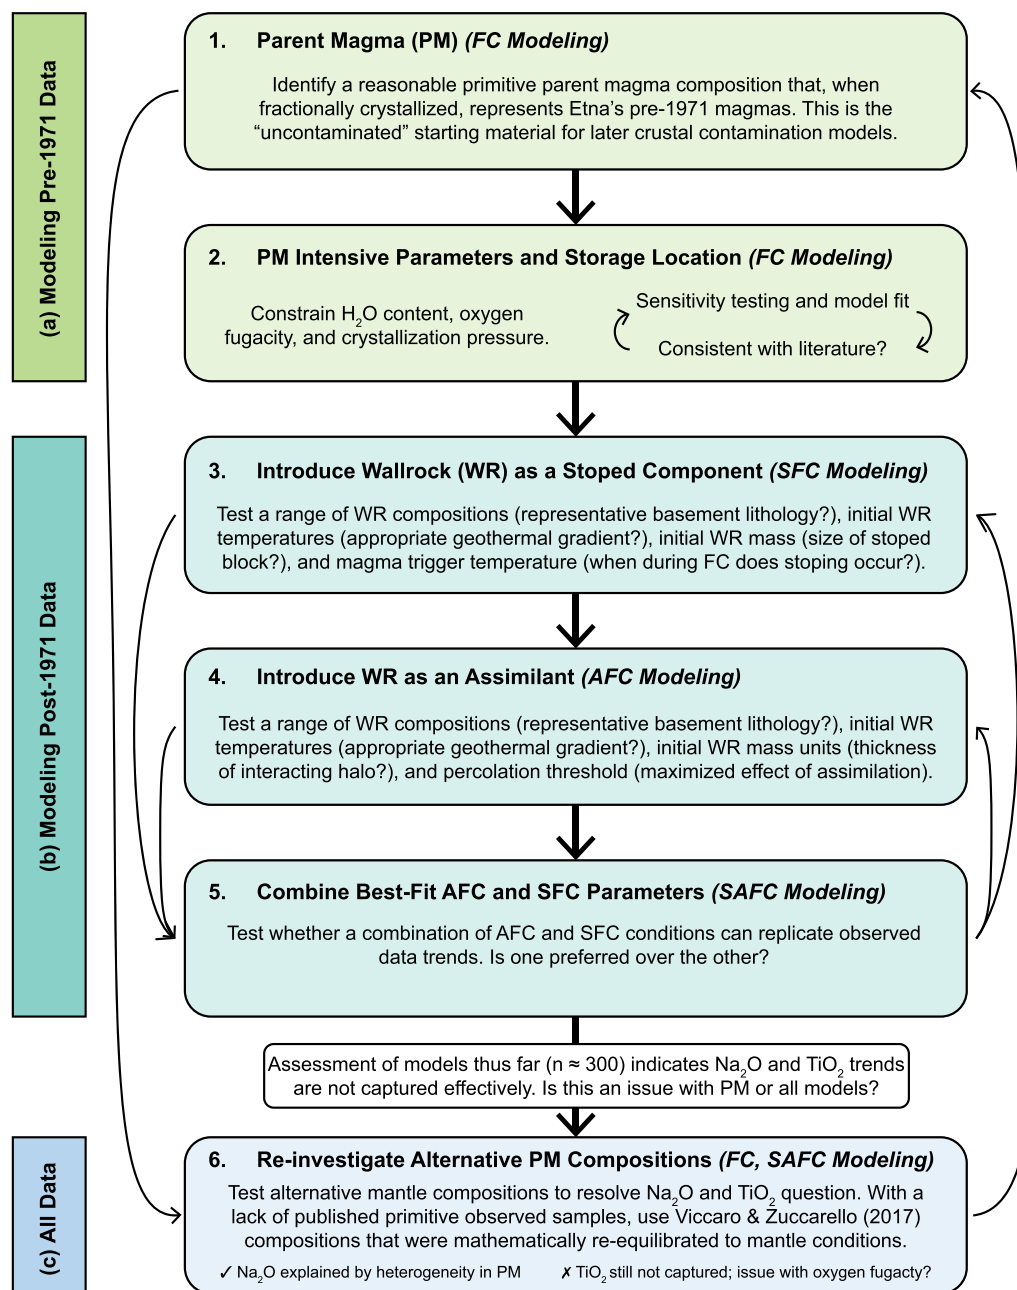 (a) Modeling Pre-1971 Data
1. Parent Magma (PM) (FC Modeling)
Identify a reasonable primitive parent magma composition that, when
fractionally crystallized, represents Etna’s pre-1971 magmas. This is the
“uncontaminated” starting material for later crustal contamination models.
2. PM Intensive Parameters and Storage Location (FC Modeling)
Constrain H₂O content, oxygen
fugacity, and crystallization pressure.
Sensitivity testing and model fit
Consistent with literature?
(b) Modeling Post-1971 Data
3. Introduce Wallrock (WR) as a Stoped Component (SFC Modeling)
Test a range of WR compositions (representative basement lithology?), initial WR
temperatures (appropriate geothermal gradient?), initial WR mass (size of stoped
block?), and magma trigger temperature (when during FC does stoping occur?).
4. Introduce WR as an Assimilant (AFC Modeling)
Test a range of WR compositions (representative basement lithology?), initial WR
temperatures (appropriate geothermal gradient?), initial WR mass units (thickness
of interacting halo?), and percolation threshold (maximized effect of assimilation).
5. Combine Best-Fit AFC and SFC Parameters (SAFC Modeling)
Test whether a combination of AFC and SFC conditions can replicate observed
data trends. Is one preferred over the other?
Assessment of models thus far (n ≈ 300) indicates Na₂O and TiO₂ trends
are not captured effectively. Is this an issue with PM or all models?
(c) All Data
6. Re-investigate Alternative PM Compositions (FC, SAFC Modeling)
Test alternative mantle compositions to resolve Na₂O and TiO₂ question. With a
lack of published primitive observed samples, use Viccaro & Zuccarello (2017)
compositions that were mathematically re-equilibrated to mantle conditions.
✓ Na₂O explained by heterogeneity in PM
✗ TiO₂ still not captured; issue with oxygen fugacty?